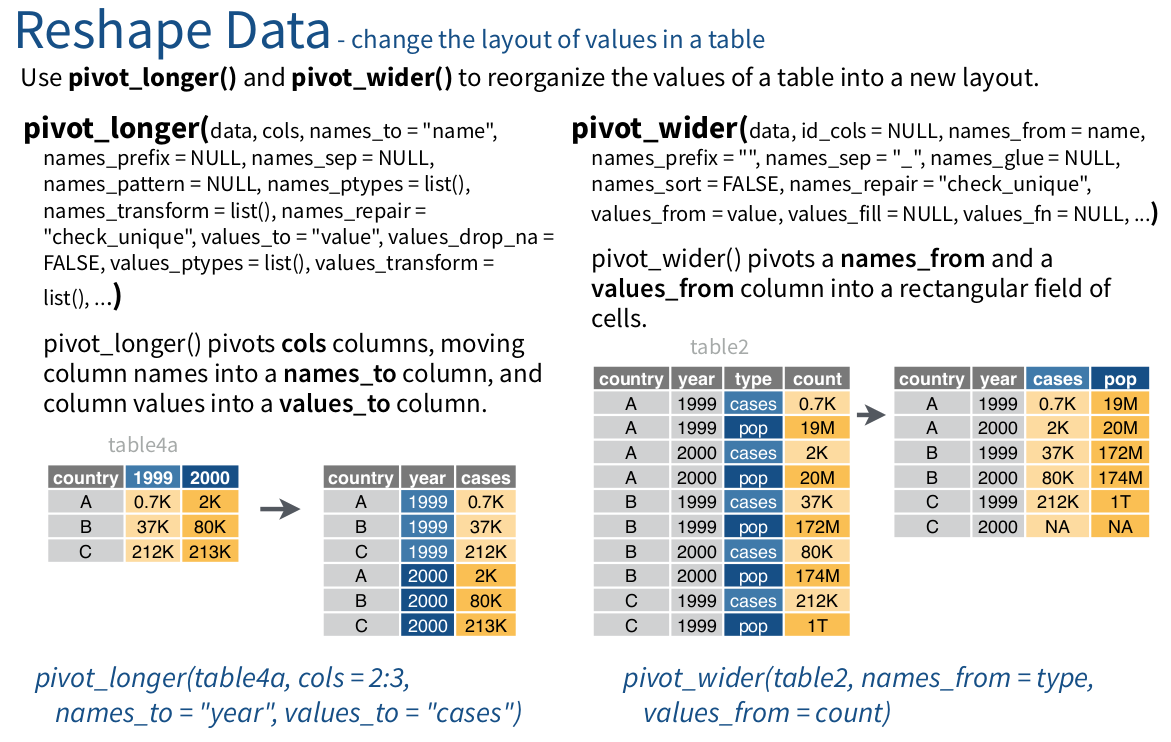 Reshape Data - change the layout of values in a table
Use pivot_longer() and pivot_wider() to reorganize the values of a table into a new layout.
pivot_longer(data, cols, names_to = "name",
names_prefix = NULL, names_sep = NULL,
names_pattern = NULL, names_ptypes = list(),
names_transform = list(), names_repair =
"check_unique", values_to = "value", values_drop_na =
FALSE, values_ptypes = list(), values_transform =
list(), ...)
pivot_longer() pivots cols columns, moving
column names into a names_to column, and
column values into a values_to column.
table4a
country 1999 2000
A 0.7K 2K
B 37K 80K
C 212K 213K
country year cases
A 1999 0.7K
B 1999 37K
C 1999 212K
A 2000 2K
B 2000 80K
C 2000 213K
pivot_longer(table4a, cols = 2:3,
names_to = "year", values_to = "cases")
pivot_wider(data, id_cols = NULL, names_from = name,
names_prefix = "", names_sep = "_", names_glue = NULL,
names_sort = FALSE, names_repair = "check_unique",
values_from = value, values_fill = NULL, values_fn = NULL, ...)
pivot_wider() pivots a names_from and a
values_from column into a rectangular field of
cells.
table2
country year type count
A 1999 cases 0.7K
A 1999 pop 19M
A 2000 cases 2K
A 2000 pop 20M
B 1999 cases 37K
B 1999 pop 172M
B 2000 cases 80K
B 2000 pop 174M
C 1999 cases 212K
C 1999 pop 1T
country year cases pop
A 1999 0.7K 19M
A 2000 2K 20M
B 1999 37K 172M
B 2000 80K 174M
C 1999 212K 1T
C 2000 NA NA
pivot_wider(table2, names_from = type,
values_from = count)